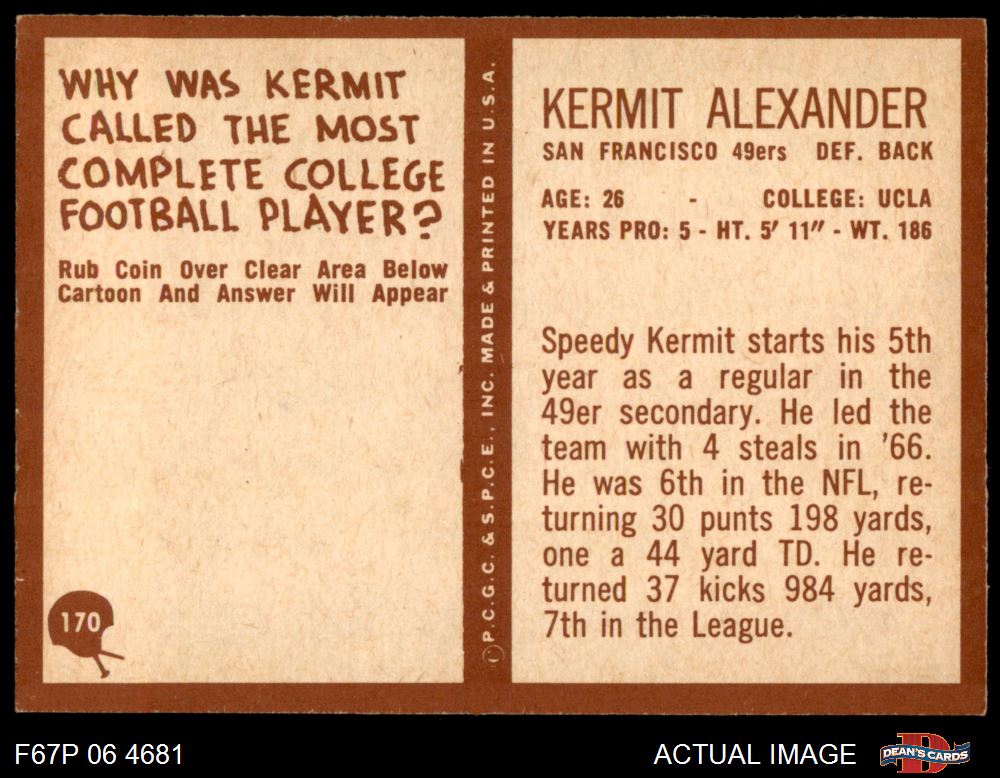 WHY WAS KERMIT
CALLED THE MOST
COMPLETE COLLEGE
FOOTBALL PLAYER?
Rub Coin Over Clear Area Below
Cartoon And Answer Will Appear
170
©P.C.G.C. & S.P.C.E., INC. MADE & PRINTED IN U.S.A.
KERMIT ALEXANDER
SAN FRANCISCO 49ers DEF. BACK
AGE: 26 - COLLEGE: UCLA
YEARS PRO: 5 - HT. 5' 11" - WT. 186
Speedy Kermit starts his 5th
year as a regular in the
49er secondary. He led the
team with 4 steals in '66.
He was 6th in the NFL, re-
turning 30 punts 198 yards,
one a 44 yard TD. He re-
turned 37 kicks 984 yards,
7th in the League.
F67P 06 4681
ACTUAL IMAGE
DEAN'S CARDS